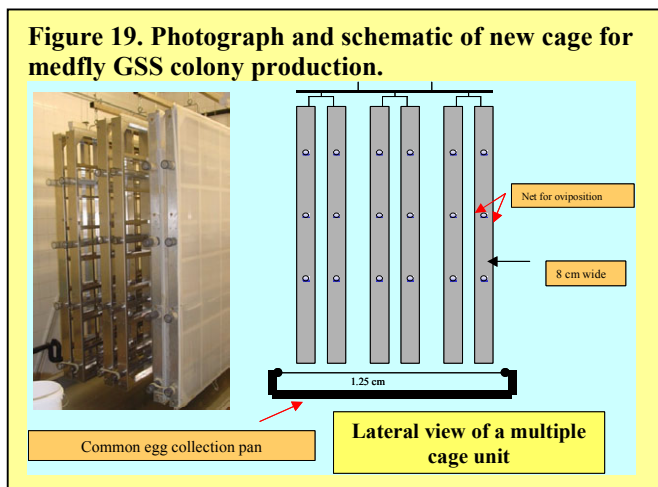 Figure 19. Photograph and schematic of new cage for
medfly GSS colony production.
Net for oviposition
8 cm wide
1.25 cm
Common egg collection pan
Lateral view of a multiple
cage unit